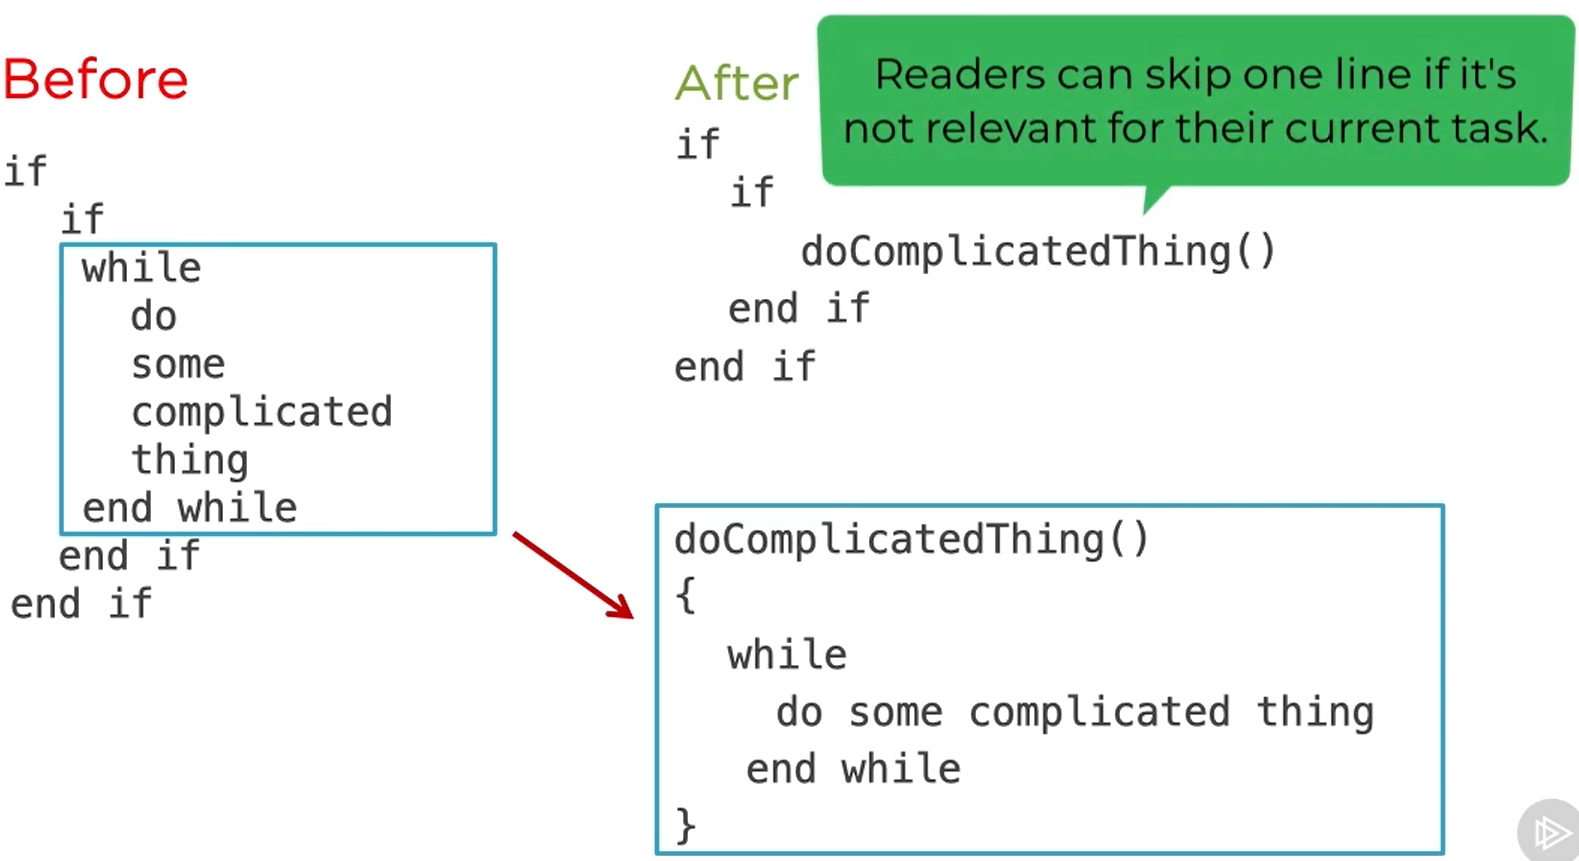 Before
if
if
while
do
some
complicated
thing
end while
end if
end if
After
if
if
doComplicatedThing()
end if
end if
Readers can skip one line if it's
not relevant for their current task.
doComplicatedThing()
{
while
do some complicated thing
end while
}